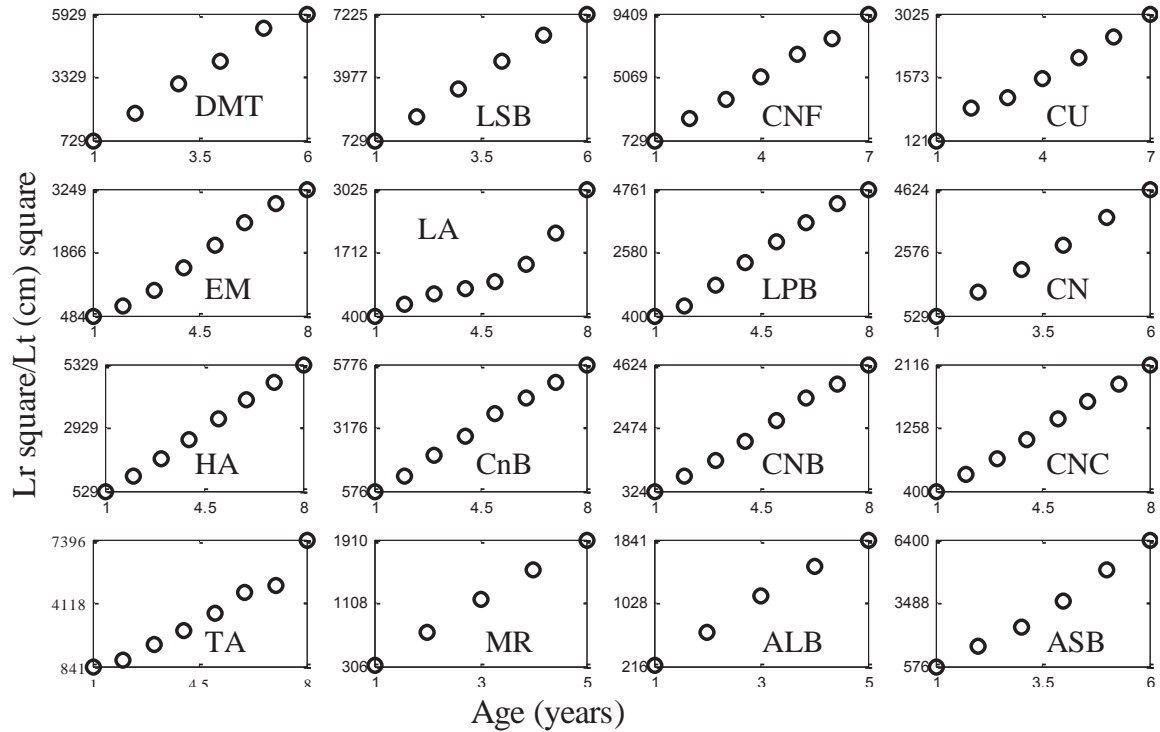 5929 7225 9409 3025
3329 3977 5069 1573
DMT LSB CNF CU
729 729 729 121
1 3.5 6 1 3.5 6 1 4 7 1 4 7
3249 3025 4761 4624
LA
1866 1712 2580 2576
EM LPB CN
484 400 400 529
1 4.5 8 1 4.5 8 1 4.5 8 1 3.5 6
Lr square/Lt (cm) square
5329 5776 4624 2116
2929 3176 2474 1258
HA CnB CNB CNC
529 576 324 400
1 4.5 8 1 4.5 8 1 4.5 8 1 4.5 8
7396 1910 1841 6400
4118 1108 1028 3488
TA MR ALB ASB
841 306 216 576
1 4.5 8 1 3 5 1 3 5 1 3.5 6
Age (years)